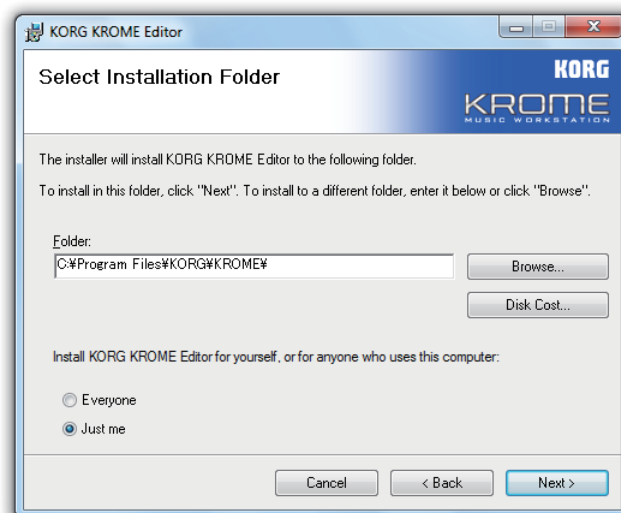 KORG KROME Editor
Select Installation Folder
KORG
KROME
MUSIC WORKSTATION
The installer will install KORG KROME Editor to the following folder.
To install in this folder, click "Next". To install to a different folder, enter it below or click "Browse".
Folder:
C:¥Program Files¥KORG¥KROME¥
Browse...
Disk Cost...
Install KORG KROME Editor for yourself, or for anyone who uses this computer:
Everyone
Just me
Cancel
< Back
Next >